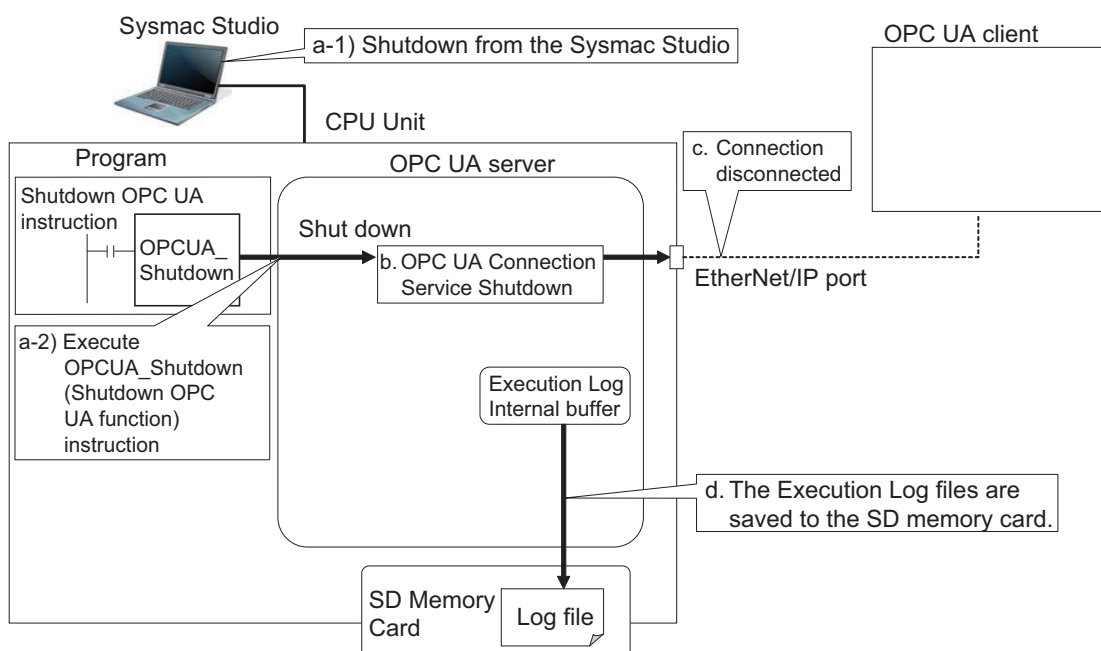 Sysmac Studio
a-1) Shutdown from the Sysmac Studio
OPC UA client
CPU Unit
Program
OPC UA server
c. Connection
disconnected
Shutdown OPC UA
instruction
OPCUA_
Shutdown
Shut down
b. OPC UA Connection
Service Shutdown
EtherNet/IP port
a-2) Execute
OPCUA_Shutdown
(Shutdown OPC
UA function)
instruction
Execution Log
Internal buffer
d. The Execution Log files are
saved to the SD memory card.
SD Memory
Card
Log file